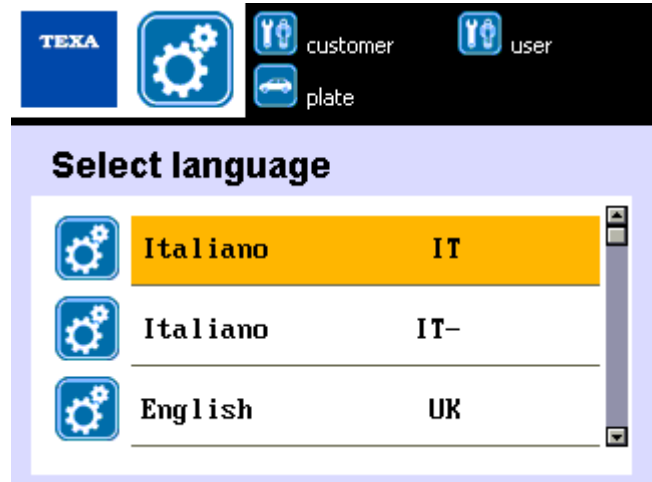 TEXA
customer user
plate
Select language
Italiano IT
Italiano IT-
English UK